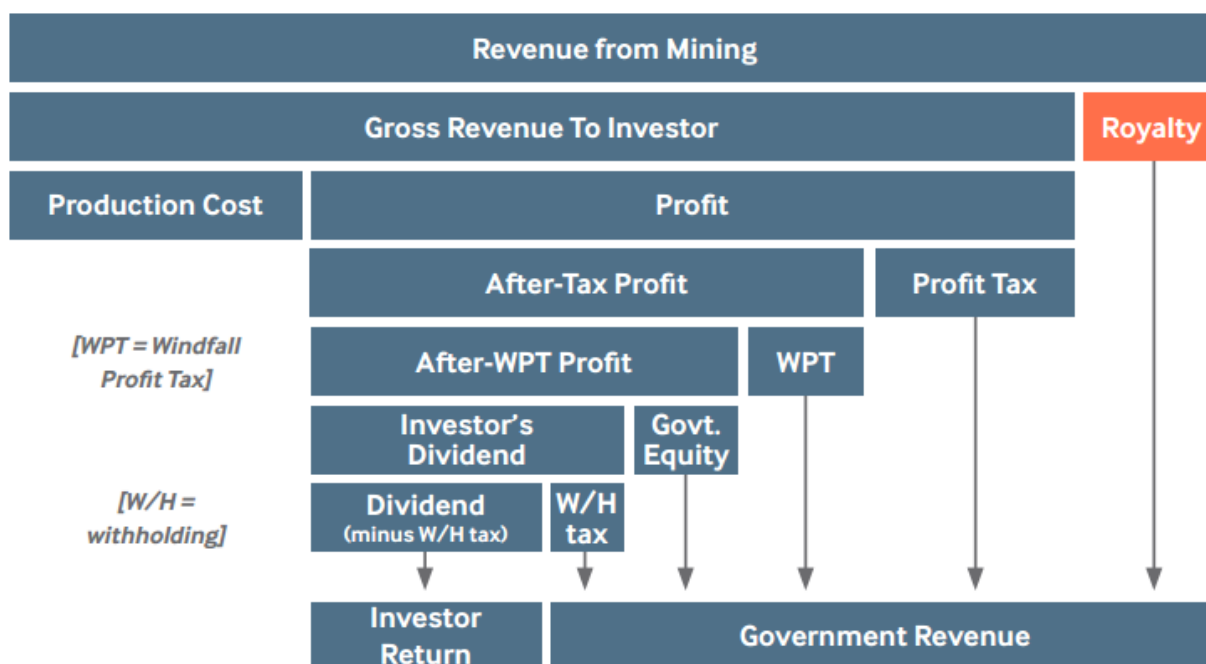 Revenue from Mining
Gross Revenue To Investor
Royalty
Production Cost
Profit
After-Tax Profit
Profit Tax
[WPT = Windfall
Profit Tax]
After-WPT Profit
WPT
Investor's
Dividend
Govt.
Equity
[W/H =
withholding]
Dividend
(minus W/H tax)
W/H
tax
Investor
Return
Government Revenue